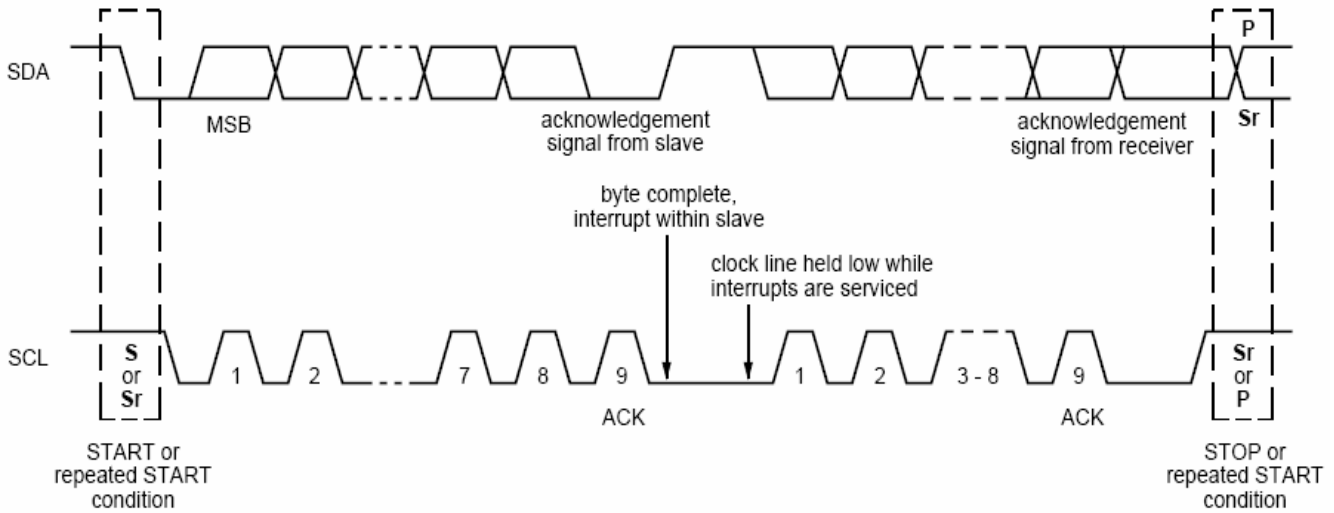 P
SDA
MSB
acknowledgement
signal from slave
acknowledgement
signal from receiver
Sr
byte complete,
interrupt within slave
clock line held low while
interrupts are serviced
SCL
S
or
Sr
1
2
7
8
9
1
2
3 - 8
9
Sr
or
P
ACK
ACK
START or
repeated START
condition
STOP or
repeated START
condition